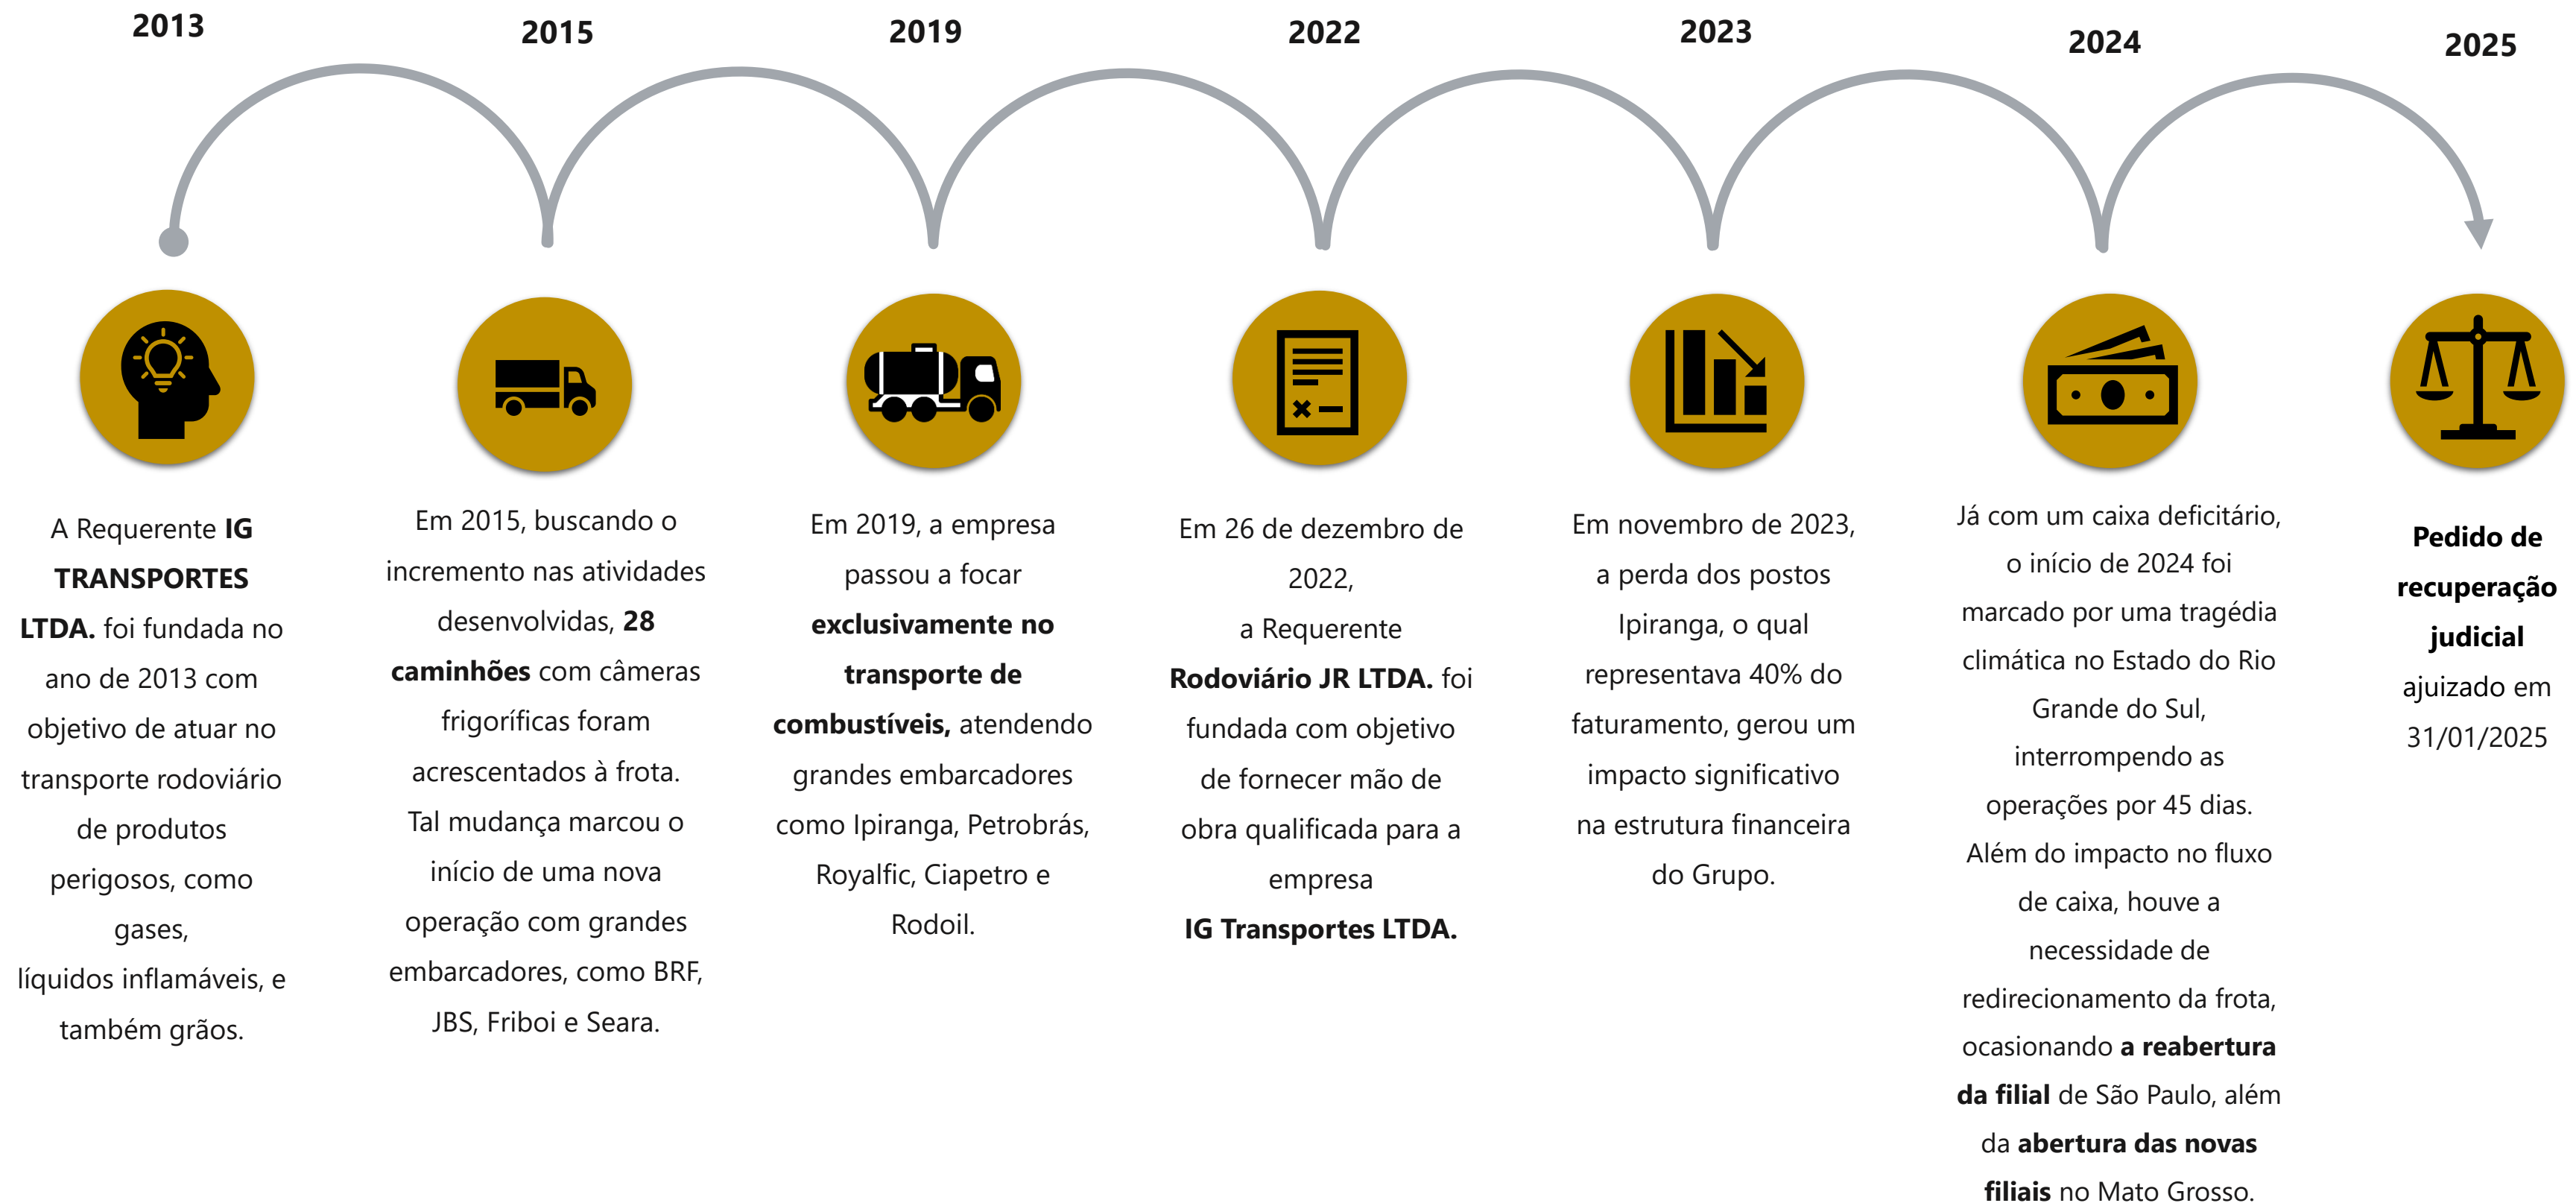 2013
2015
2019
2022
2023
2024
2025
A Requerente IG
TRANSPORTES
LTDA. foi fundada no
ano de 2013 com
objetivo de atuar no
transporte rodoviário
de produtos
perigosos, como
gases,
líquidos inflamáveis, e
também grãos.
Em 2015, buscando o
incremento nas atividades
desenvolvidas, 28
caminhões com câmeras
frigoríficas foram
acrescentados à frota.
Tal mudança marcou o
início de uma nova
operação com grandes
embarcadores, como BRF,
JBS, Friboi e Seara.
Em 2019, a empresa
passou a focar
exclusivamente no
transporte de
combustíveis, atendendo
grandes embarcadores
como Ipiranga, Petrobrás,
Royalfic, Ciapetro e
Rodoil.
Em 26 de dezembro de
2022,
a Requerente
Rodoviário JR LTDA. foi
fundada com objetivo
de fornecer mão de
obra qualificada para a
empresa
IG Transportes LTDA.
Em novembro de 2023,
a perda dos postos
Ipiranga, o qual
representava 40% do
faturamento, gerou um
impacto significativo
na estrutura financeira
do Grupo.
Já com um caixa deficitário,
o início de 2024 foi
marcado por uma tragédia
climática no Estado do Rio
Grande do Sul,
interrompendo as
operações por 45 dias.
Além do impacto no fluxo
de caixa, houve a
necessidade de
redirecionamento da frota,
ocasionando a reabertura
da filial de São Paulo, além
da abertura das novas
filiais no Mato Grosso.
Pedido de
recuperação
judicial
ajuizado em
31/01/2025